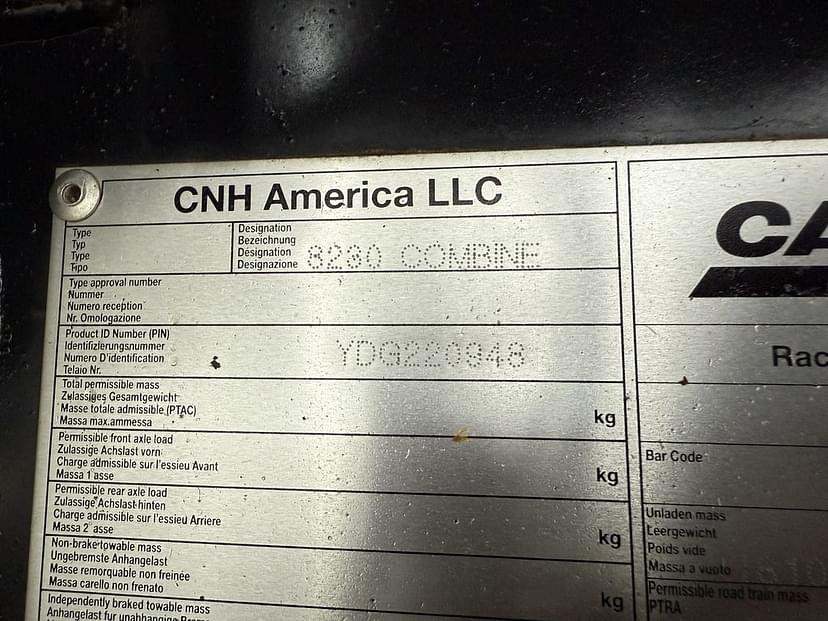 CNH America LLC
Type
Typ
Type
Tipo
Designation
Bezeichnung
Désignation
Designazione
8230 COMBINE
Type approval number
Nummer
Numero reception
Nr. Omologazione
Product ID Number (PIN)
Identifizierungsnummer
Numero D'identification
Telaio Nr.
YDG220948
Total permissible mass
Zulassiges Gesamtgewicht
Masse totale admissible (PTAC)
Massa max.ammessa
kg
Permissible front axle load
Zulassige Achslast vorn
Charge admissible sur l'essieu Avant
Massa 1 asse
kg
Permissible rear axle load
Zulassige Achslast hinten
Charge admissible sur l'essieu Arriere
Massa 2 asse
kg
Non-brake towable mass
Ungebremste Anhangelast
Masse remorquable non freinée
Massa carello non frenato
kg
Independently braked towable mass
Anhangelast fur unabhangige
CA
Rac
Bar Code
Unladen mass
Leergewicht
Poids vide
Massa a vuoto
Permissible road train mass
PTRA